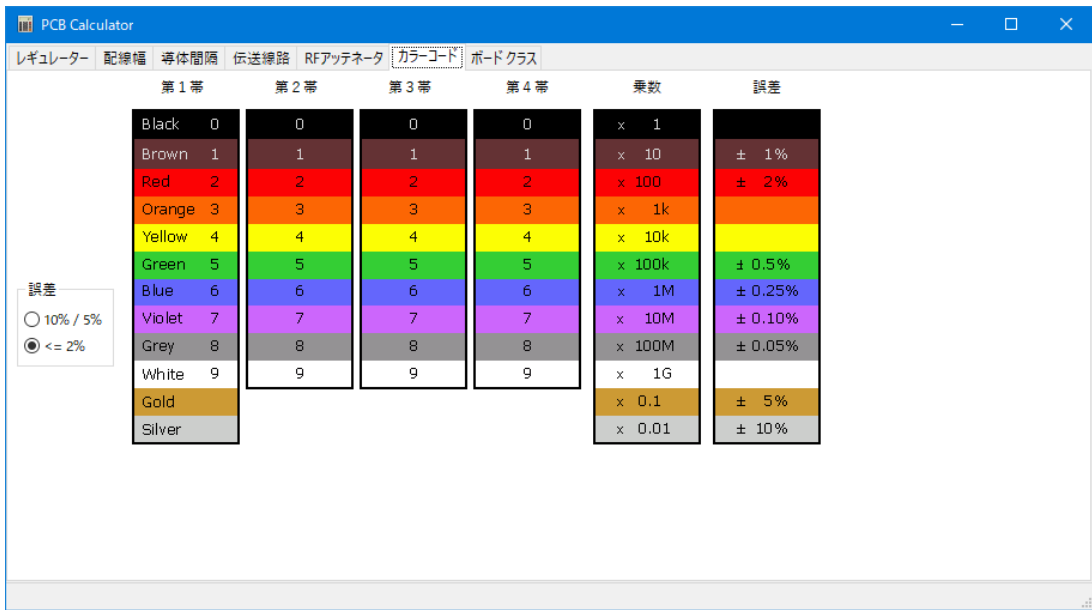 PCB Calculator
レギュレーター 配線幅 導体間隔 伝送線路 RFアッテネータ カラーコード ボードクラス
第１帯 第２帯 第３帯 第４帯 乗数 誤差
Black 0 0 0 0 x 1
Brown 1 1 1 1 x 10 ± 1%
Red 2 2 2 2 x 100 ± 2%
Orange 3 3 3 3 x 1k
Yellow 4 4 4 4 x 10k
Green 5 5 5 5 x 100k ± 0.5%
Blue 6 6 6 6 x 1M ± 0.25%
Violet 7 7 7 7 x 10M ± 0.10%
Grey 8 8 8 8 x 100M ± 0.05%
White 9 9 9 9 x 1G
Gold x 0.1 ± 5%
Silver x 0.01 ± 10%
誤差
10% / 5%
<= 2%